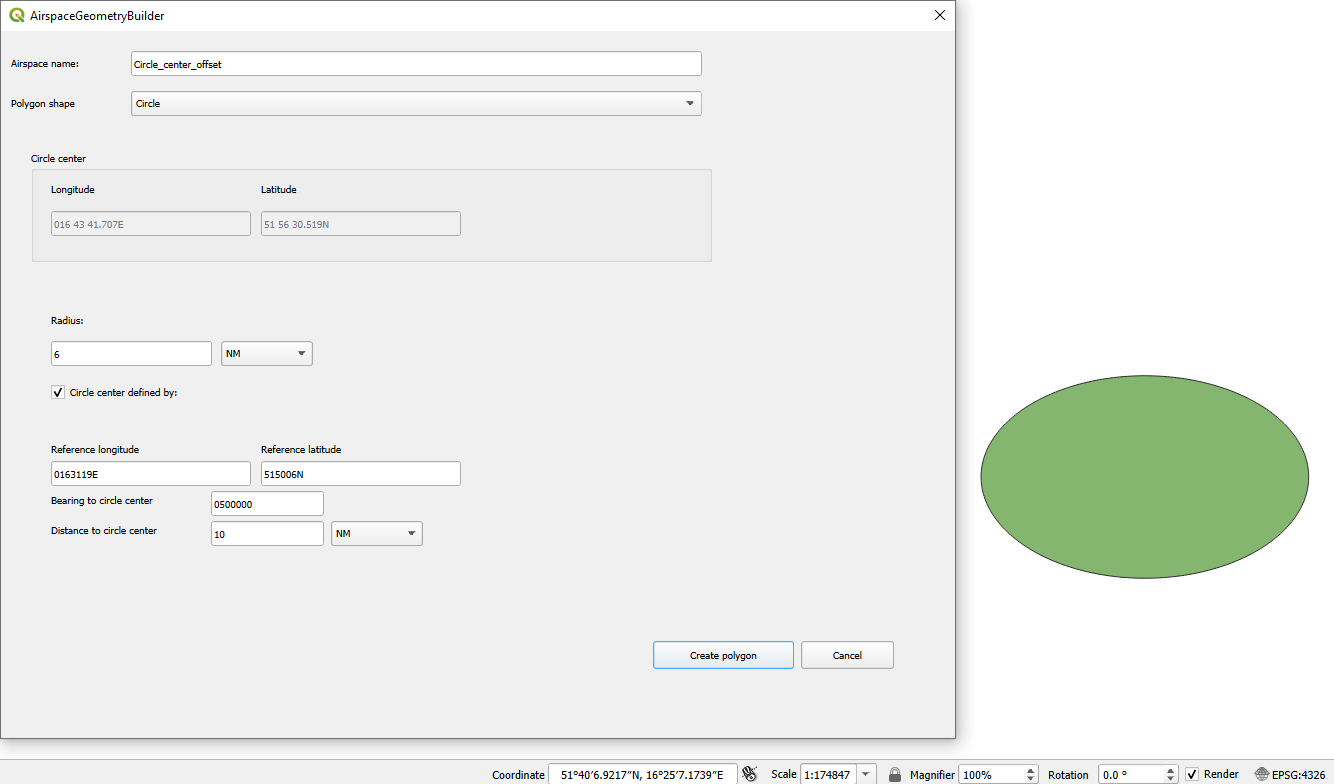 AirspaceGeometryBuilder
Airspace name: Circle_center_offset
Polygon shape Circle
Circle center
Longitude Latitude
016 43 41.707E 51 56 30.519N
Radius:
6 NM
Circle center defined by:
Reference longitude Reference latitude
0163119E 515006N
Bearing to circle center 0500000
Distance to circle center 10 NM
Create polygon Cancel
Coordinate 51°40′6.9217″N, 16°25′7.1739″E Scale 1:174847 Magnifier 100% Rotation 0.0 ° Render EPSG:4326